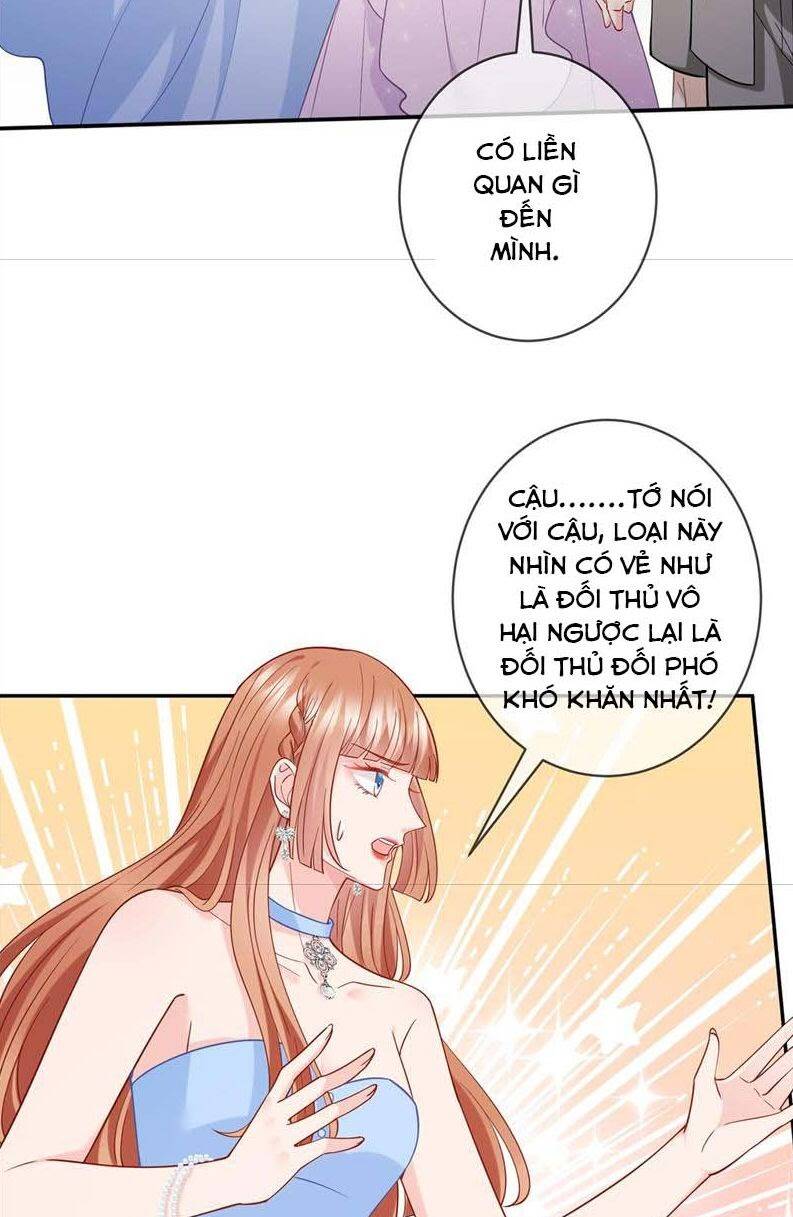 CÓ LIỀN
QUAN GÌ
ĐẾN
MÌNH.
CẬU.......TỚ NÓI
VỚI CẬU, LOẠI NÀY
NHÌN CÓ VẺ NHƯ
LÀ ĐỐI THỦ VÔ
HẠI NGƯỢC LẠI LÀ
ĐỐI THỦ ĐỐI PHÓ
KHÓ KHĂN NHẤT!